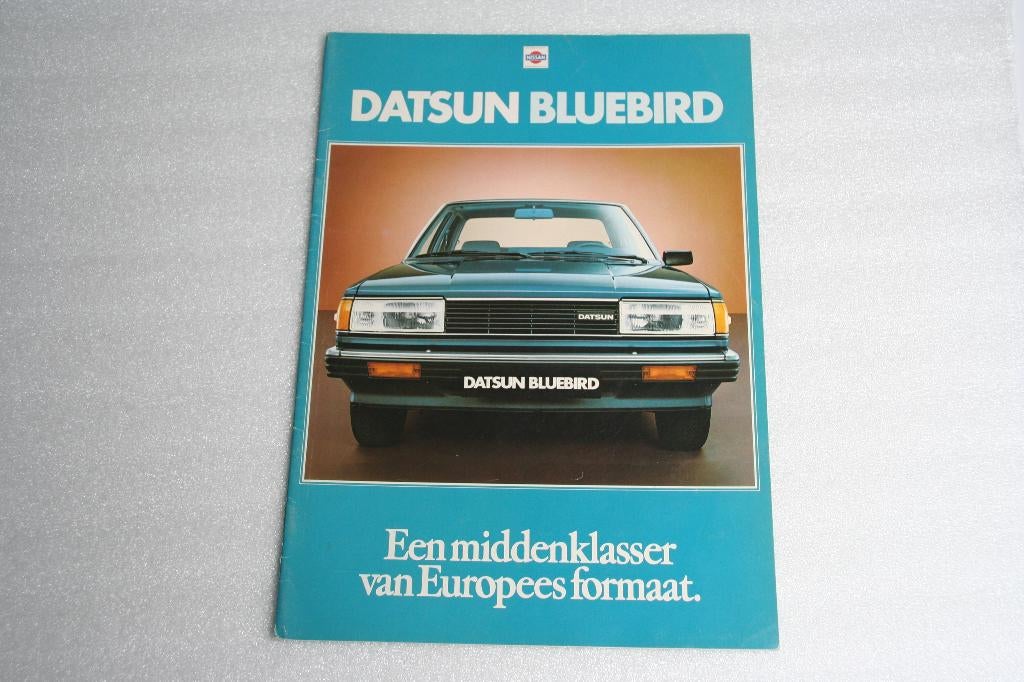 NISSAN
DATSUN BLUEBIRD
DATSUN
DATSUN BLUEBIRD
Een middenklasser
van Europees formaat.